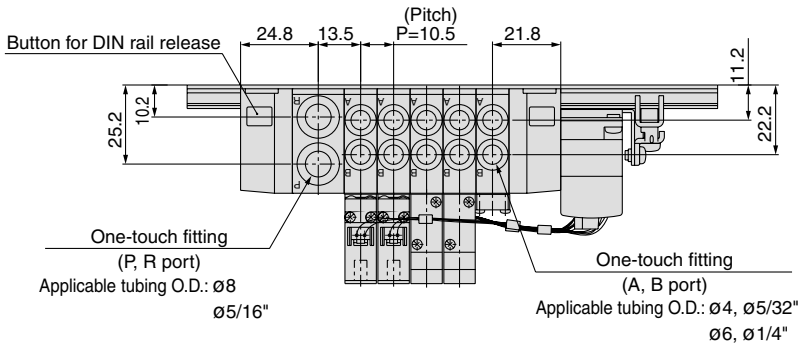 (Pitch)
24.8 13.5 P=10.5 21.8
Button for DIN rail release
11.2
25.2
10.2
22.2
R A A A A A
P B B B B B
One-touch fitting
(P, R port)
Applicable tubing O.D.: Ø8
Ø5/16"
One-touch fitting
(A, B port)
Applicable tubing O.D.: Ø4, Ø5/32"
Ø6, Ø1/4"